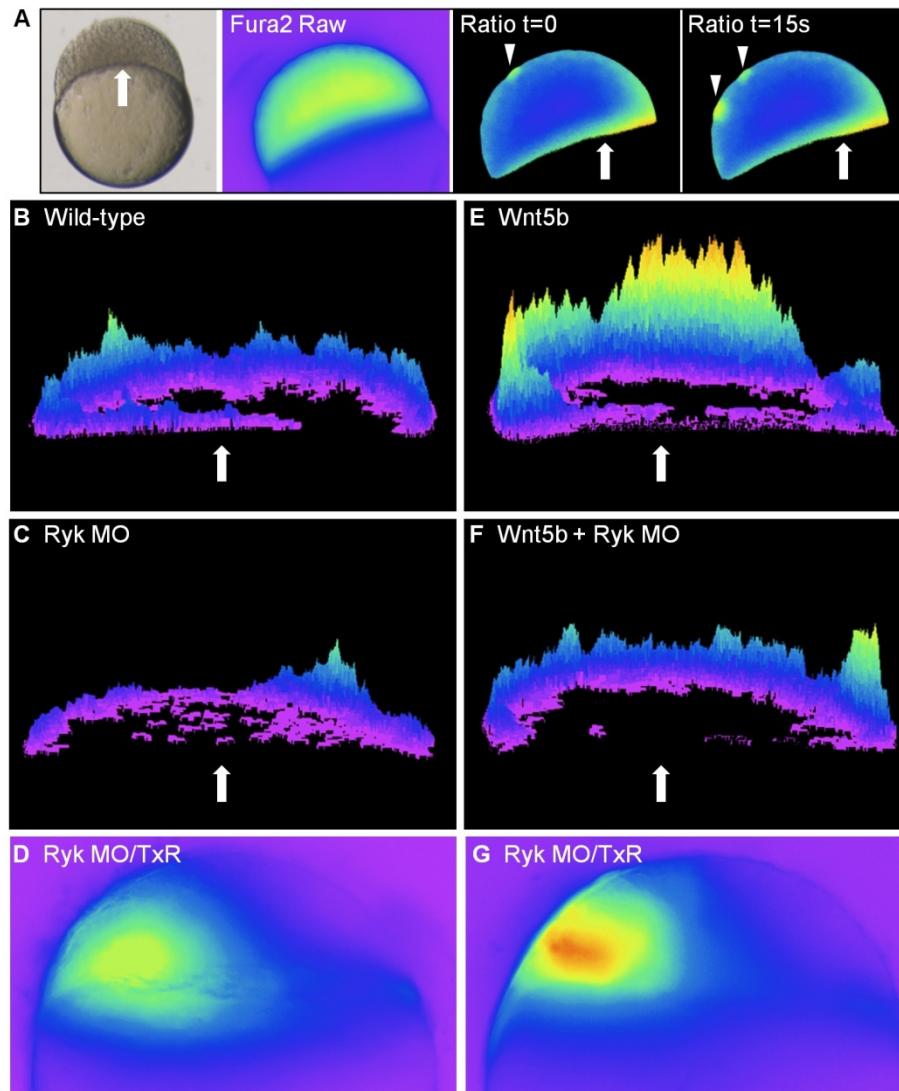 A
Fura2 Raw
Ratio t=0
Ratio t=15s
B Wild-type
E Wnt5b
C Ryk MO
F Wnt5b + Ryk MO
D Ryk MO/TxR
G Ryk MO/TxR